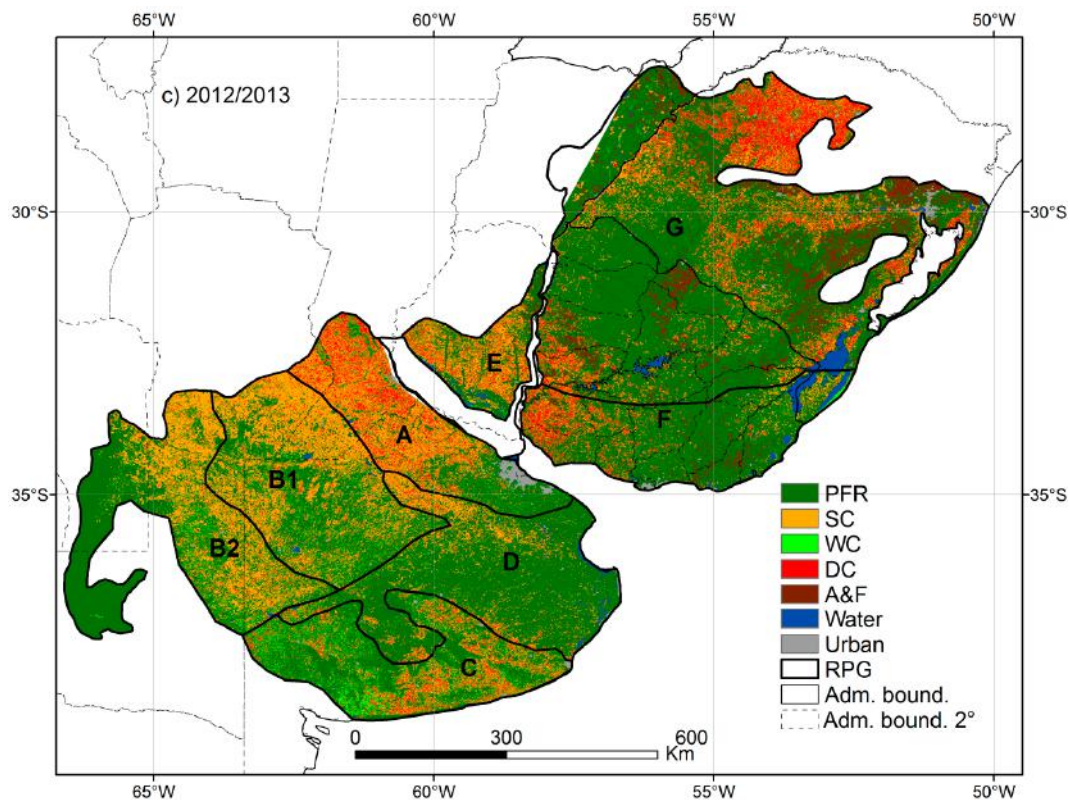 65°W 60°W 55°W 50°W
c) 2012/2013
30°S 30°S
G
E
F
A
B1
35°S 35°S
B2
D
C
PFR
SC
WC
DC
A&F
Water
Urban
RPG
Adm. bound.
Adm. bound. 2°
0 300 600
Km
65°W 60°W 55°W 50°W